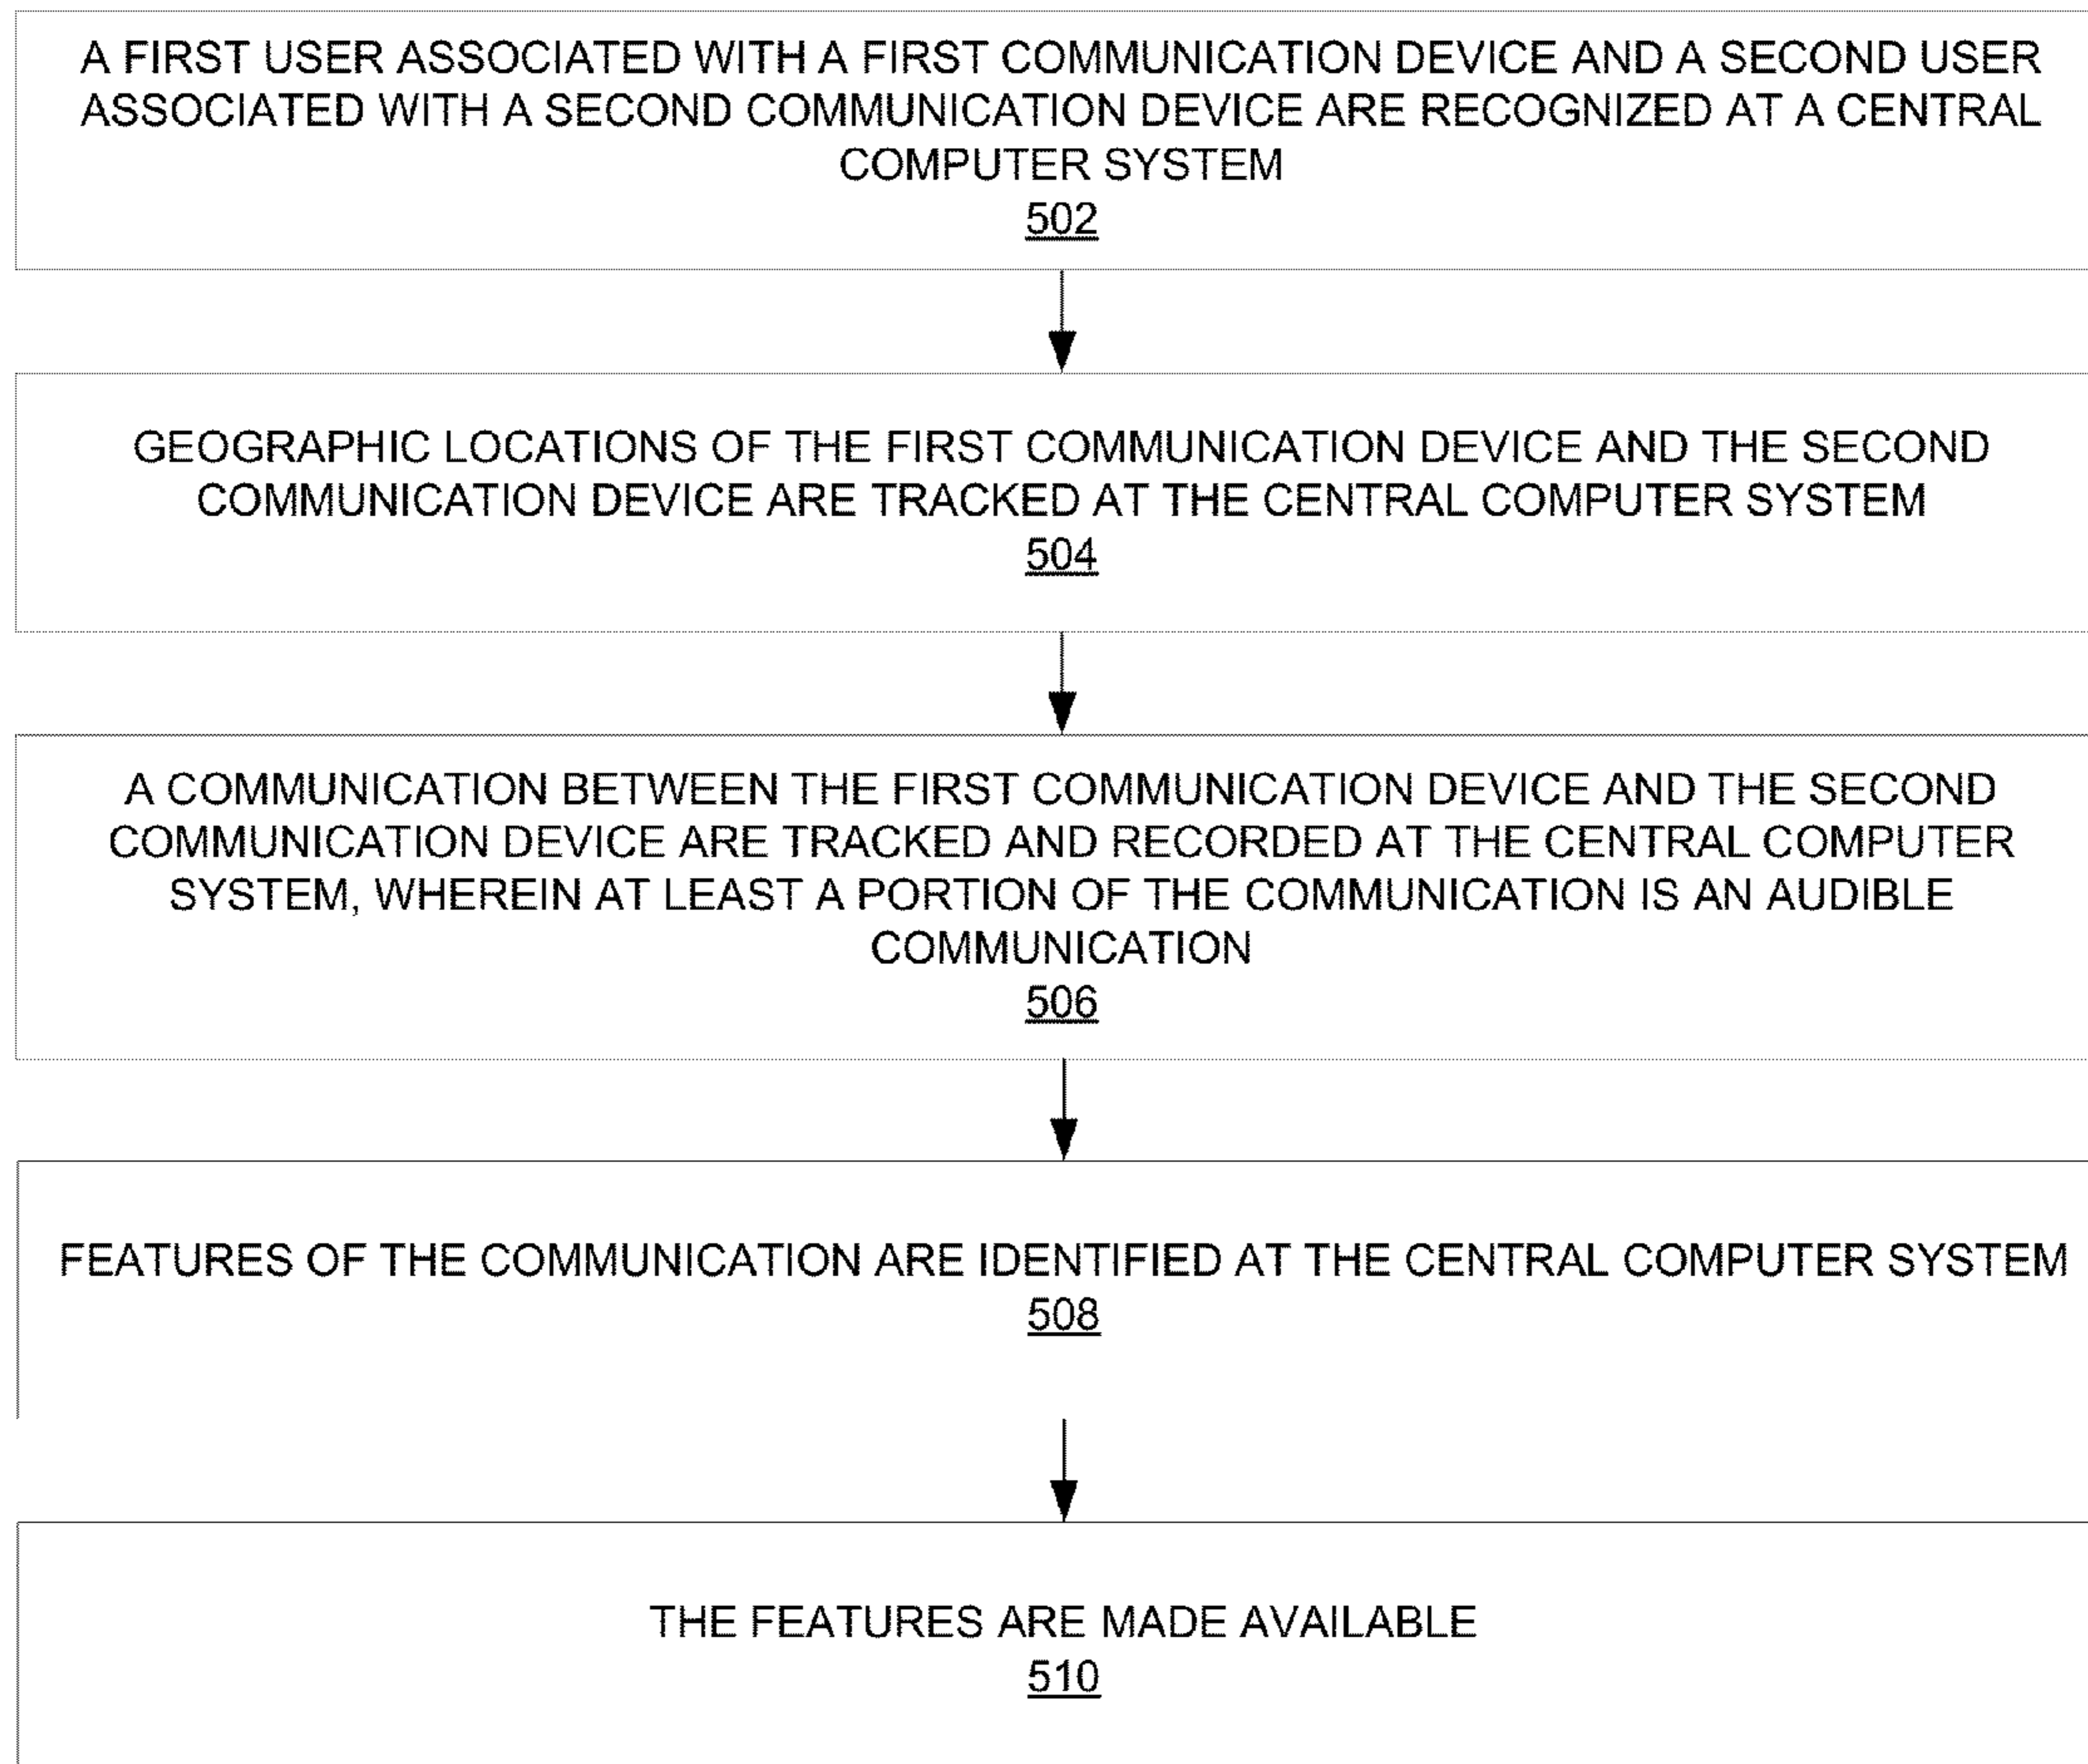 A FIRST USER ASSOCIATED WITH A FIRST COMMUNICATION DEVICE AND A SECOND USER
ASSOCIATED WITH A SECOND COMMUNICATION DEVICE ARE RECOGNIZED AT A CENTRAL
COMPUTER SYSTEM
502
GEOGRAPHIC LOCATIONS OF THE FIRST COMMUNICATION DEVICE AND THE SECOND
COMMUNICATION DEVICE ARE TRACKED AT THE CENTRAL COMPUTER SYSTEM
504
A COMMUNICATION BETWEEN THE FIRST COMMUNICATION DEVICE AND THE SECOND
COMMUNICATION DEVICE ARE TRACKED AND RECORDED AT THE CENTRAL COMPUTER
SYSTEM, WHEREIN AT LEAST A PORTION OF THE COMMUNICATION IS AN AUDIBLE
COMMUNICATION
506
FEATURES OF THE COMMUNICATION ARE IDENTIFIED AT THE CENTRAL COMPUTER SYSTEM
508
THE FEATURES ARE MADE AVAILABLE
510